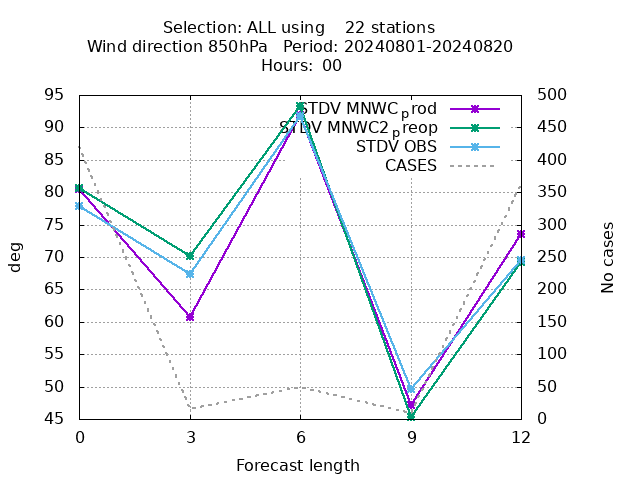 Selection: ALL using    22 stations
Wind direction 850hPa   Period: 20240801-20240820
Hours: 00
95
90
85
80
75
70
65
60
55
50
45
500
450
400
350
300
250
200
150
100
50
0
0 3 6 9 12
STDV MNWCprod
STDV MNWC2preop
STDV OBS
CASES
deg
No cases
Forecast length